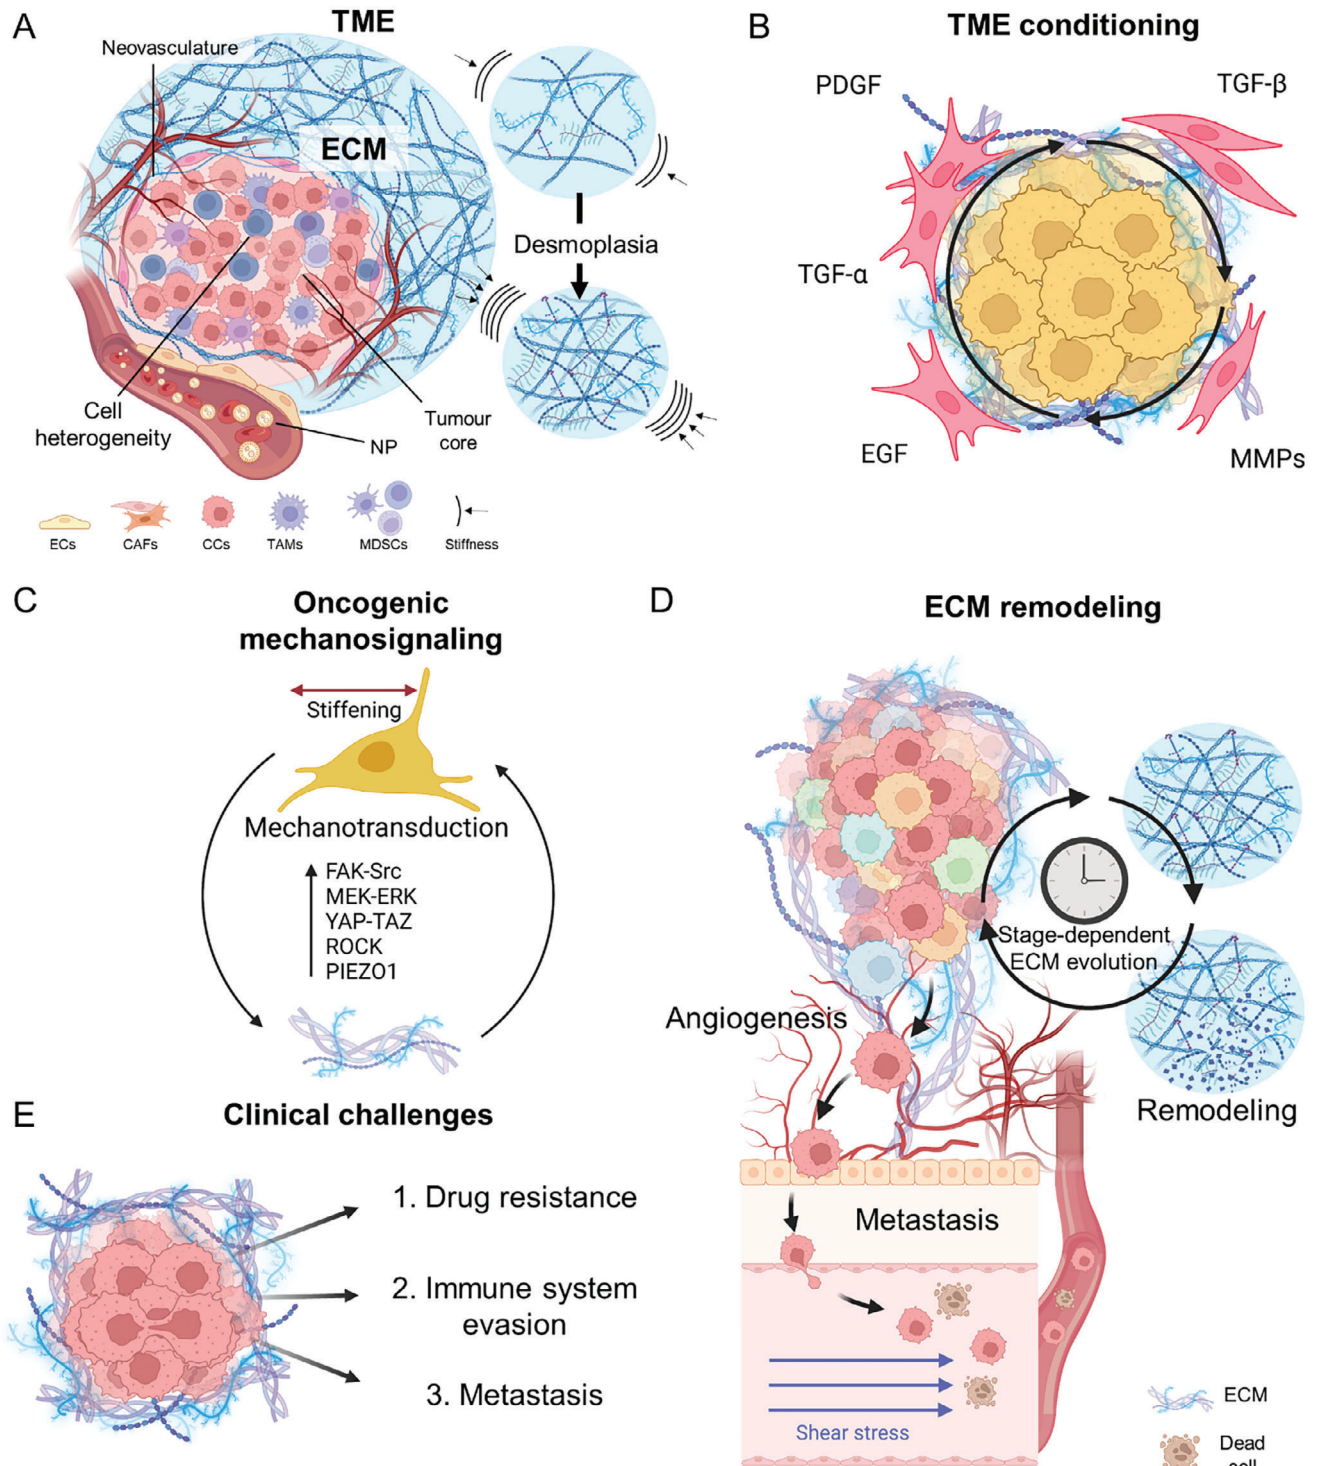 A
TME
Neovasculature
ECM
Desmoplasia
Cell
heterogeneity
NP
Tumour
core
ECs
CAFs
CCs
TAMs
MDSCs
Stiffness
B
TME conditioning
PDGF
TGF-β
TGF-α
EGF
MMPs
C
Oncogenic
mechanosignaling
Stiffening
Mechanotransduction
FAK-Src
MEK-ERK
YAP-TAZ
ROCK
PIEZO1
D
ECM remodeling
Stage-dependent
ECM evolution
Angiogenesis
Remodeling
Metastasis
Shear stress
ECM
Dead
cell
E
Clinical challenges
1. Drug resistance
2. Immune system
evasion
3. Metastasis